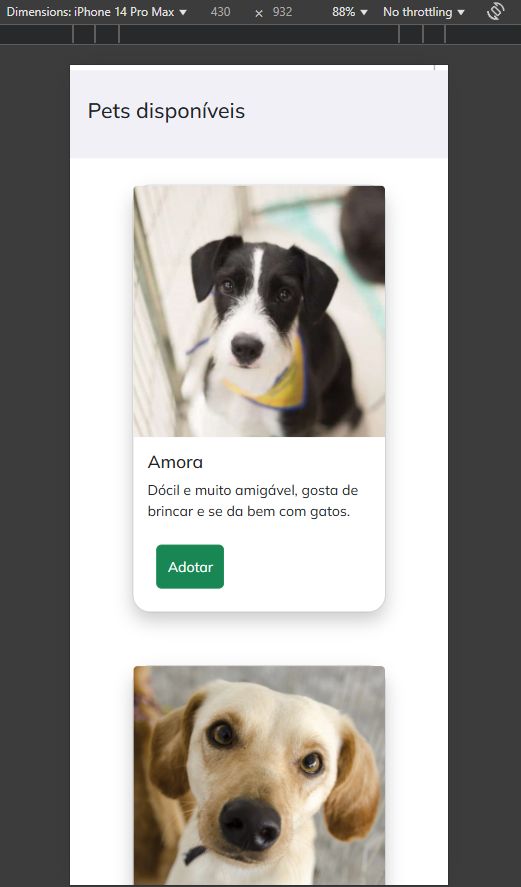 Dimensions: iPhone 14 Pro Max ▼ 430 × 932 88% ▼ No throttling ▼
Pets disponíveis
Amora
Dócil e muito amigável, gosta de
brincar e se da bem com gatos.
Adotar